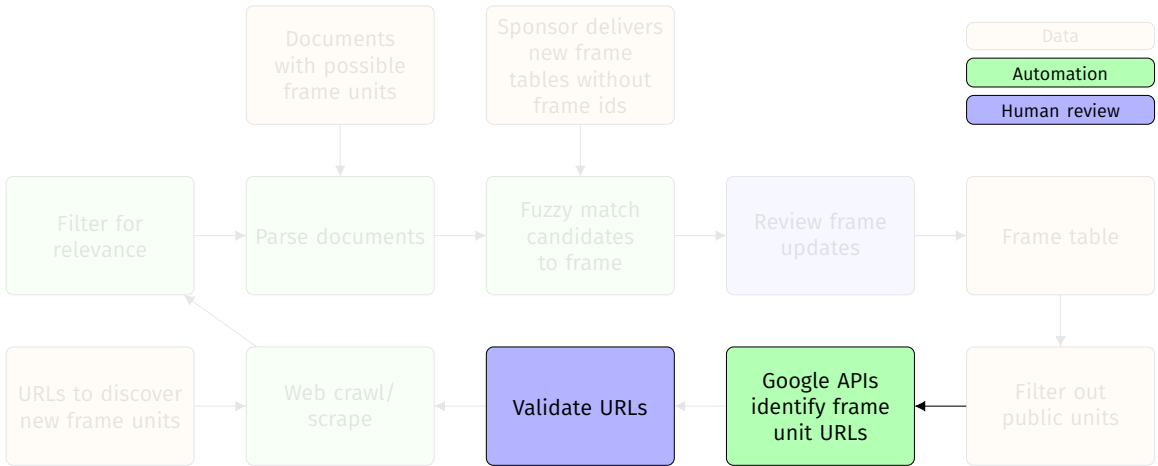 Documents
with possible
frame units
Sponsor delivers
new frame
tables without
frame ids
Data
Automation
Human review
Filter for
relevance
Parse documents
Fuzzy match
candidates
to frame
Review frame
updates
Frame table
URLs to discover
new frame units
Web crawl/
scrape
Validate URLs
Google APIs
identify frame
unit URLs
Filter out
public units